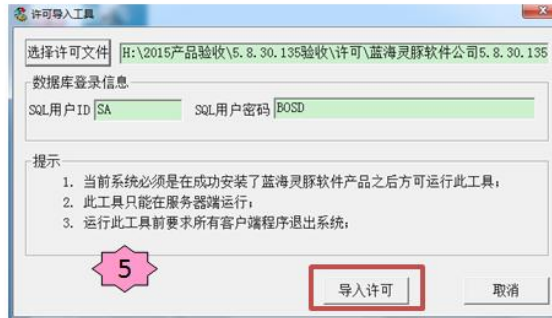 许可导入工具
选择许可文件 H:\2015产品验收\5.8.30.135验收\许可\蓝海灵豚软件公司5.8.30.135
数据库登录信息
SQL用户ID SA SQL用户密码 BOSD
提示
1. 当前系统必须是在成功安装了蓝海灵豚软件产品之后方可运行此工具;
2. 此工具只能在服务器端运行;
3. 运行此工具前要求所有客户端程序退出系统;
5
导入许可 取消